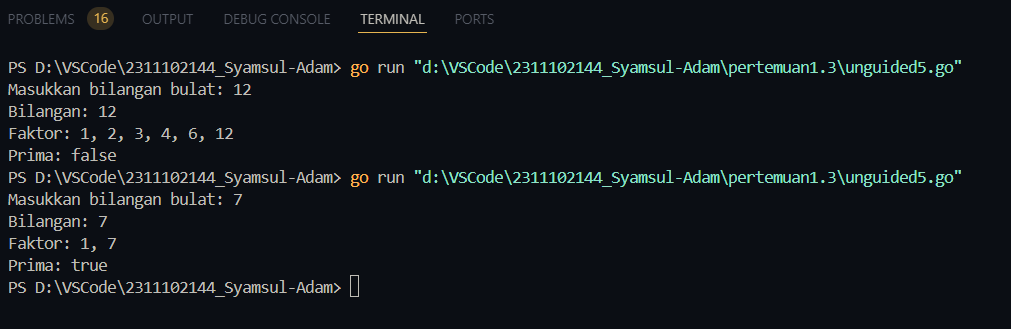 PROBLEMS 16 OUTPUT DEBUG CONSOLE TERMINAL PORTS
PS D:\VSCode\2311102144_Syamsul-Adam> go run "d:\VSCode\2311102144_Syamsul-Adam\pertemuan1.3\unguided5.go"
Masukkan bilangan bulat: 12
Bilangan: 12
Faktor: 1, 2, 3, 4, 6, 12
Prima: false
PS D:\VSCode\2311102144_Syamsul-Adam> go run "d:\VSCode\2311102144_Syamsul-Adam\pertemuan1.3\unguided5.go"
Masukkan bilangan bulat: 7
Bilangan: 7
Faktor: 1, 7
Prima: true
PS D:\VSCode\2311102144_Syamsul-Adam>